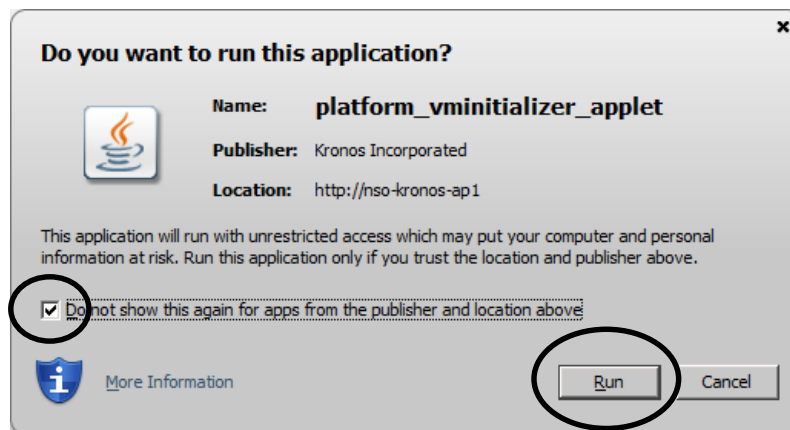 Do you want to run this application?
Name: platform_vminitializer_applet
Publisher: Kronos Incorporated
Location: http://nso-kronos-ap1
This application will run with unrestricted access which may put your computer and personal
information at risk. Run this application only if you trust the location and publisher above.
Do not show this again for apps from the publisher and location above
More Information
Run
Cancel